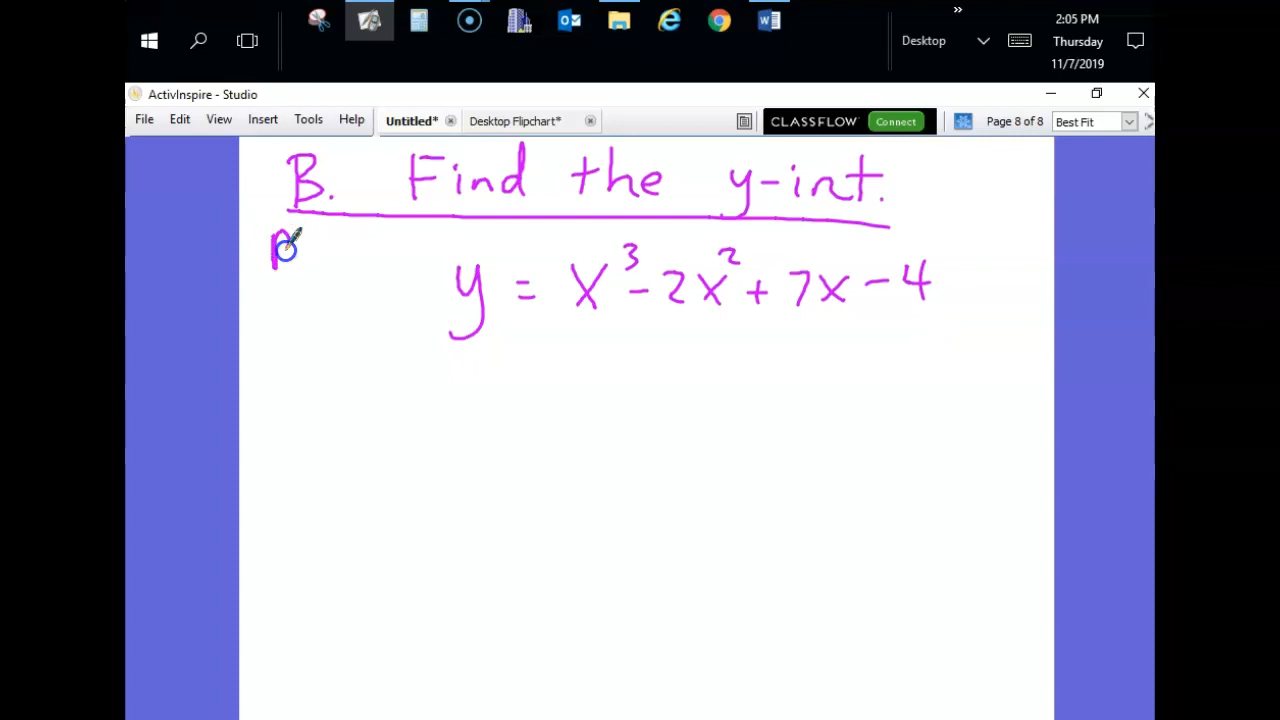 »
2:05 PM
Desktop
Thursday
11/7/2019
ActivInspire - Studio
File Edit View Insert Tools Help Untitled* Desktop Flipchart* CLASSFLOW Connect Page 8 of 8 Best Fit
B. Find the y-int.
y = x³ - 2x² + 7x - 4